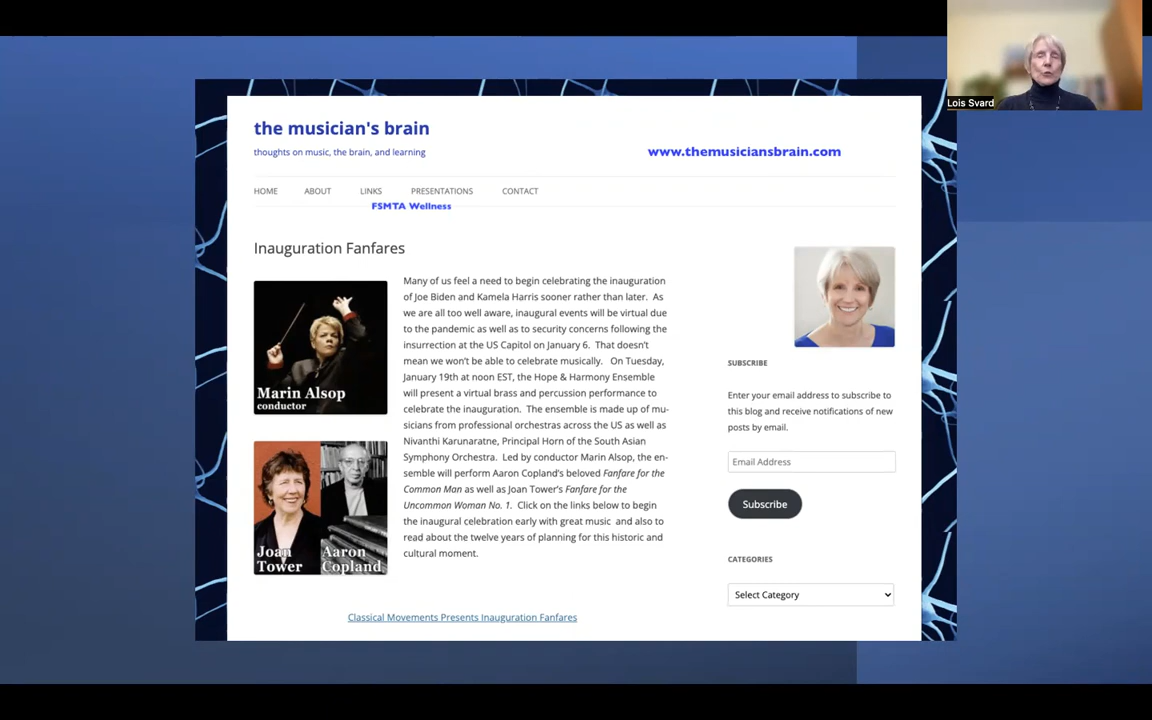 Lois Svard
the musician's brain
thoughts on music, the brain, and learning
www.themusiciansbrain.com
HOME ABOUT LINKS PRESENTATIONS CONTACT
FSMTA Wellness
Inauguration Fanfares
Many of us feel a need to begin celebrating the inauguration
of Joe Biden and Kamela Harris sooner rather than later. As
we are all too well aware, inaugural events will be virtual due
to the pandemic as well as to security concerns following the
insurrection at the US Capitol on January 6. That doesn't
mean we won't be able to celebrate musically. On Tuesday,
January 19th at noon EST, the Hope & Harmony Ensemble
will present a virtual brass and percussion performance to
celebrate the inauguration. The ensemble is made up of mu-
sicians from professional orchestras across the US as well as
Nivanthi Karunaratne, Principal Horn of the South Asian
Symphony Orchestra. Led by conductor Marin Alsop, the en-
semble will perform Aaron Copland's beloved Fanfare for the
Common Man as well as Joan Tower's Fanfare for the
Uncommon Woman No. 1. Click on the links below to begin
the inaugural celebration early with great music and also to
read about the twelve years of planning for this historic and
cultural moment.
Marin Alsop
conductor
Joan
Tower
Aaron
Copland
Classical Movements Presents Inauguration Fanfares
SUBSCRIBE
Enter your email address to subscribe to
this blog and receive notifications of new
posts by email.
Email Address
Subscribe
CATEGORIES
Select Category